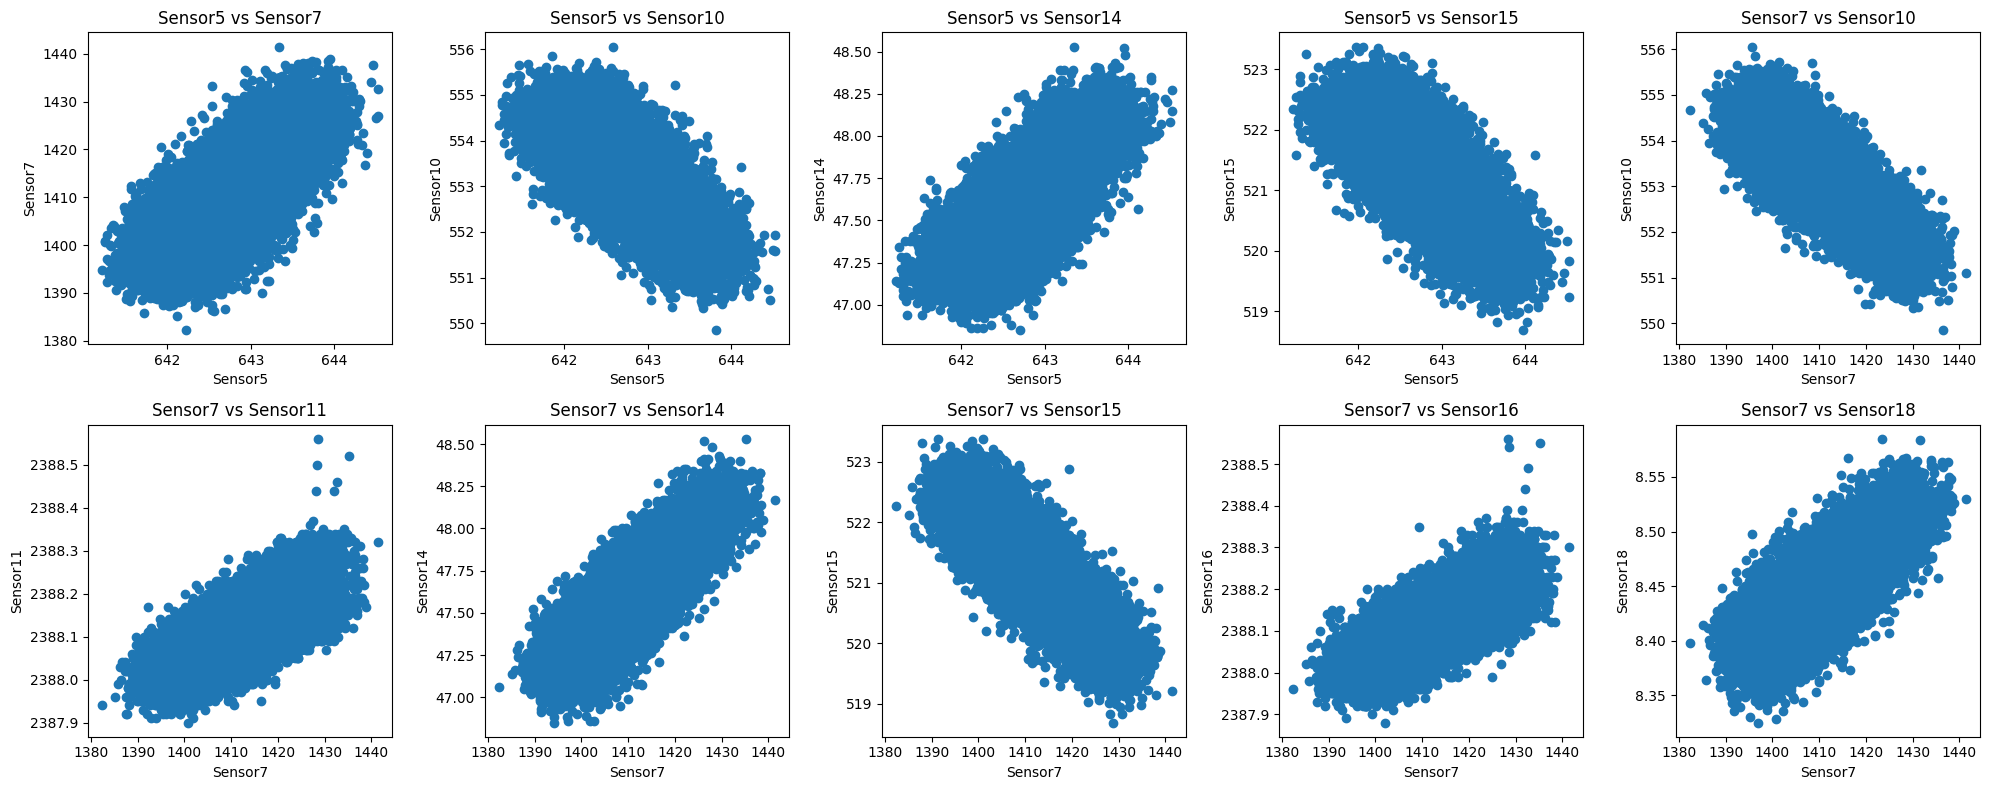 Sensor5 vs Sensor7
Sensor7
1440
1430
1420
1410
1400
1390
1380
642 643 644
Sensor5
Sensor5 vs Sensor10
Sensor10
556
555
554
553
552
551
550
642 643 644
Sensor5
Sensor5 vs Sensor14
Sensor14
48.50
48.25
48.00
47.75
47.50
47.25
47.00
642 643 644
Sensor5
Sensor5 vs Sensor15
Sensor15
523
522
521
520
519
642 643 644
Sensor5
Sensor7 vs Sensor10
Sensor10
556
555
554
553
552
551
550
1380 1390 1400 1410 1420 1430 1440
Sensor7
Sensor7 vs Sensor11
Sensor11
2388.5
2388.4
2388.3
2388.2
2388.1
2388.0
2387.9
1380 1390 1400 1410 1420 1430 1440
Sensor7
Sensor7 vs Sensor14
Sensor14
48.50
48.25
48.00
47.75
47.50
47.25
47.00
1380 1390 1400 1410 1420 1430 1440
Sensor7
Sensor7 vs Sensor15
Sensor15
523
522
521
520
519
1380 1390 1400 1410 1420 1430 1440
Sensor7
Sensor7 vs Sensor16
Sensor16
2388.5
2388.4
2388.3
2388.2
2388.1
2388.0
2387.9
1380 1390 1400 1410 1420 1430 1440
Sensor7
Sensor7 vs Sensor18
Sensor18
8.55
8.50
8.45
8.40
8.35
1380 1390 1400 1410 1420 1430 1440
Sensor7